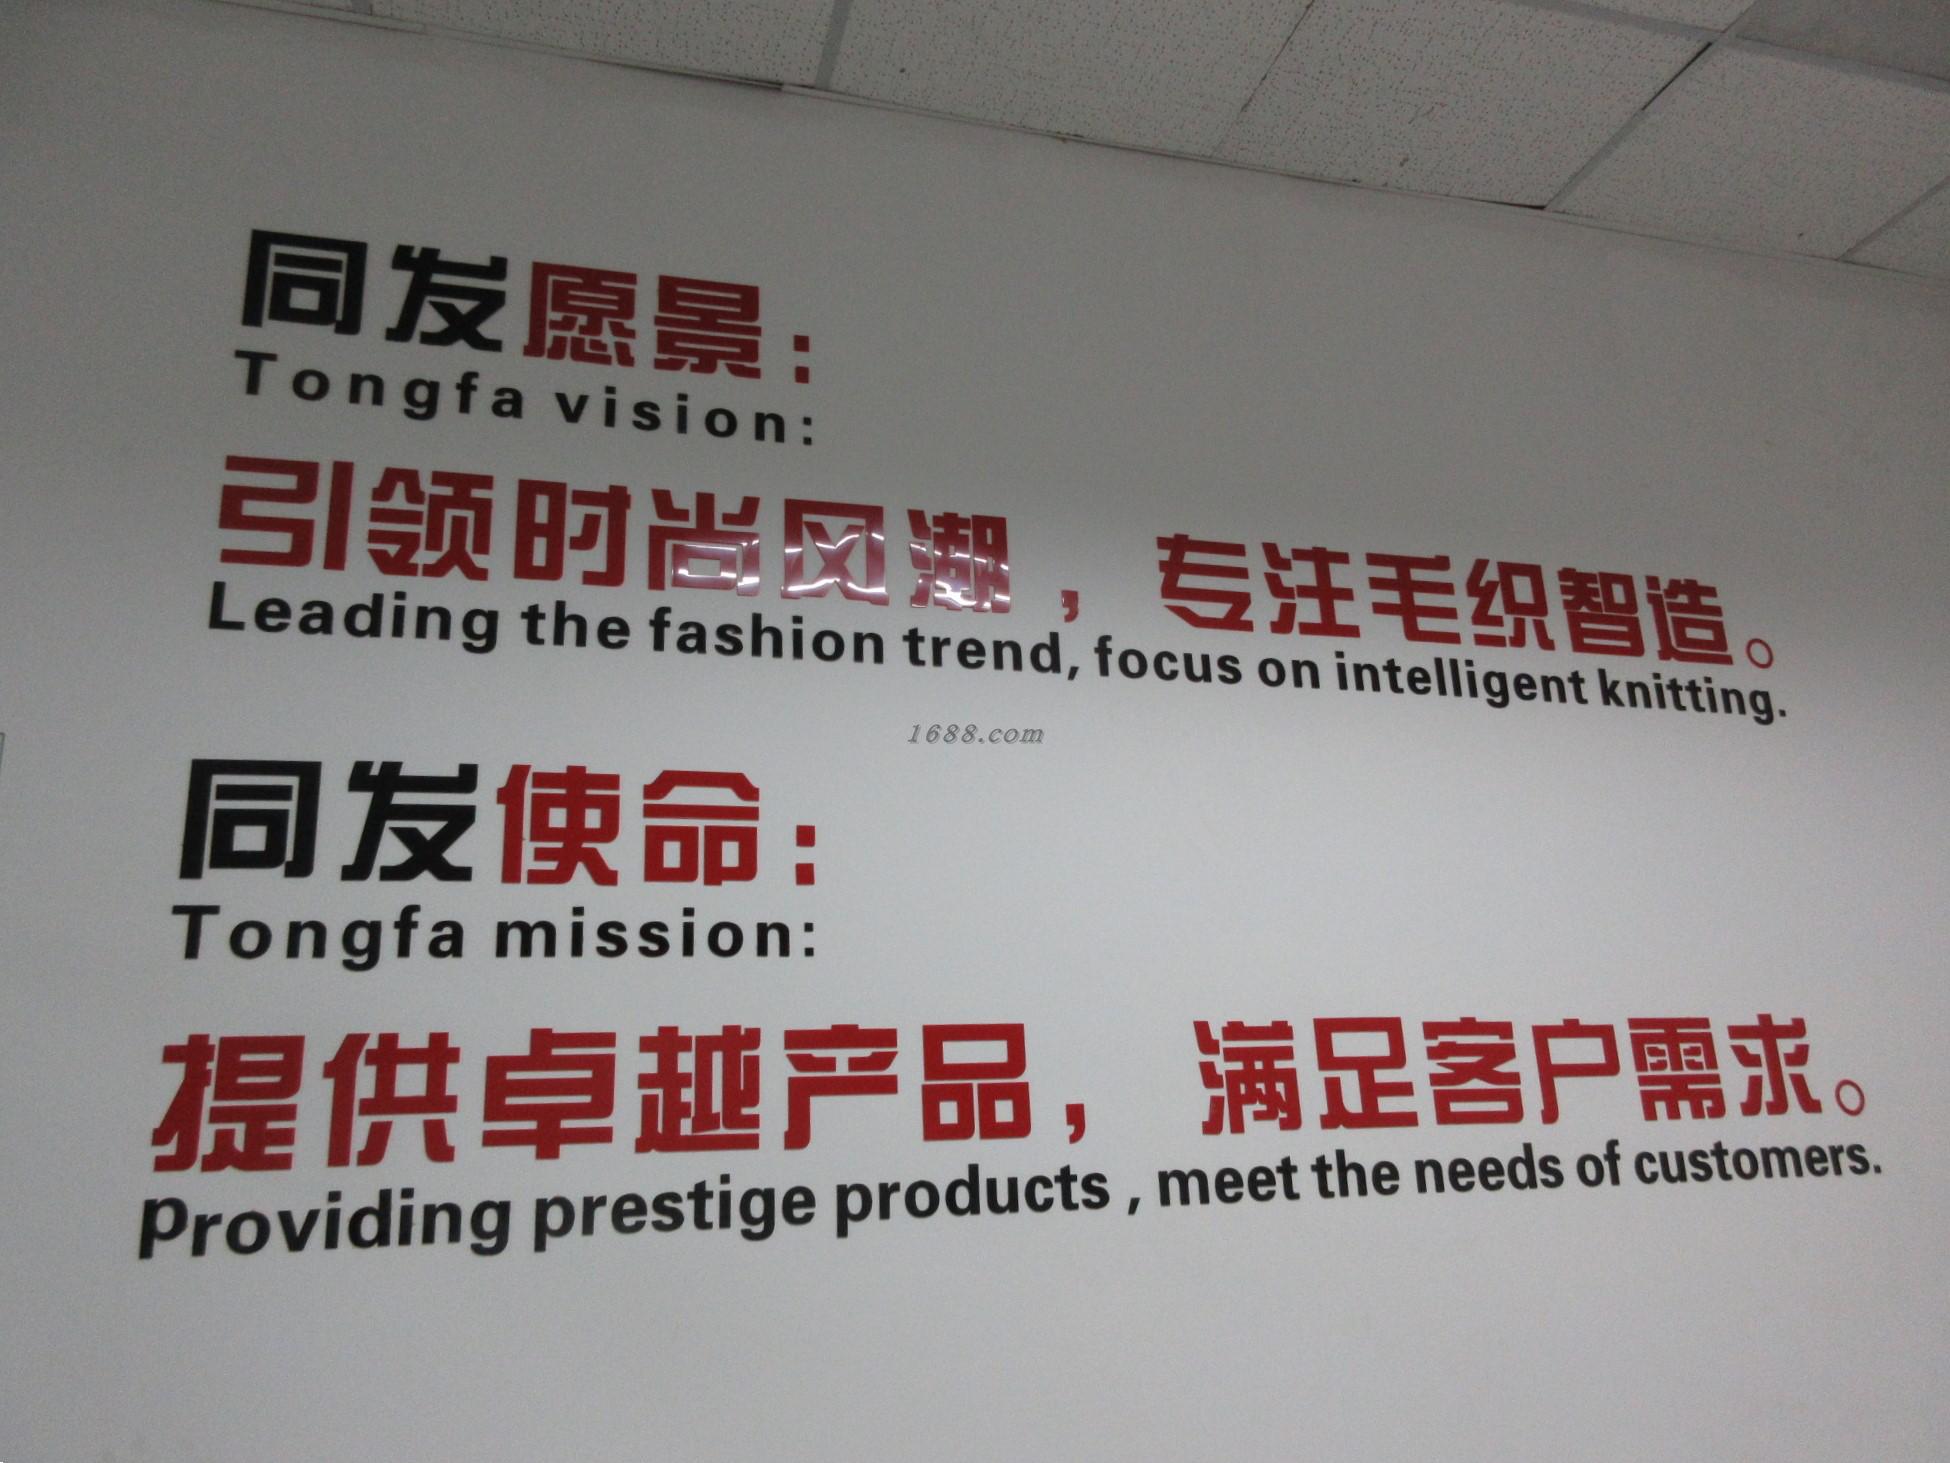 同发愿景：
Tongfa vision:
引领时尚风潮，专注毛织智造。
Leading the fashion trend, focus on intelligent knitting.
1688.com
同发使命：
Tongfa mission:
提供卓越产品，满足客户需求。
Providing prestige products , meet the needs of customers.